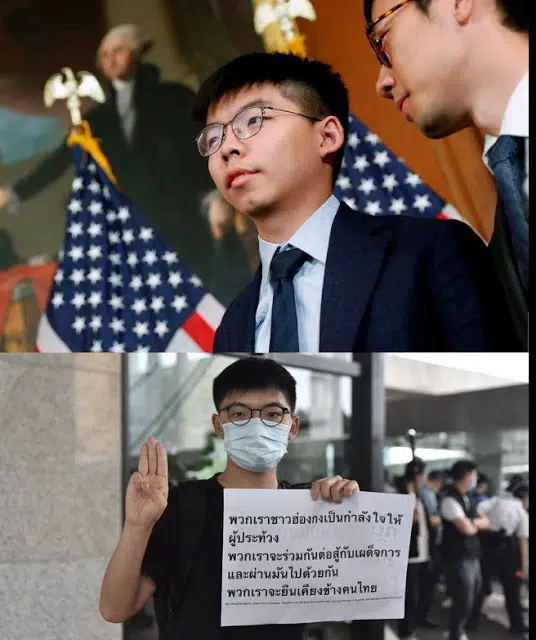 พวกเราชาวฮ่องกงเป็นกำลังใจให้
ผู้ประท้วง
พวกเราจะร่วมกันต่อสู้กับเผด็จการ
และผ่านมันไปด้วยกัน
พวกเราจะยืนเคียงข้างคนไทย